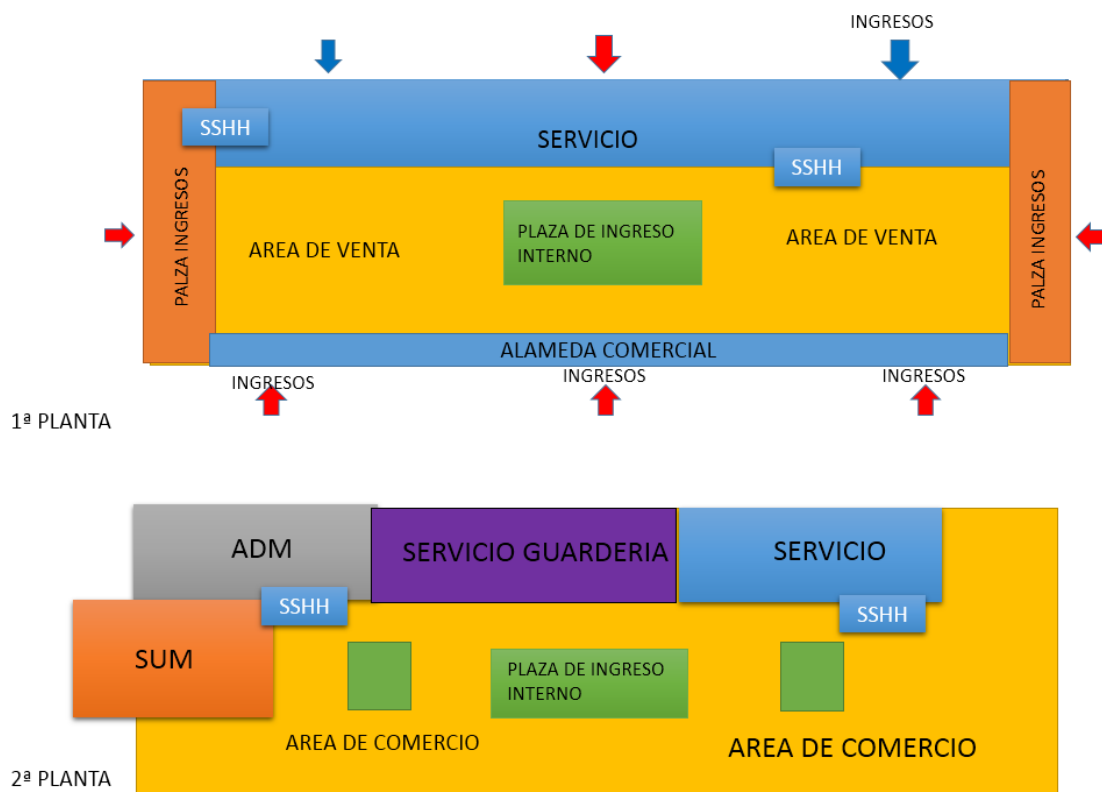 INGRESOS
SSHH
SERVICIO
SSHH
PALZA INGRESOS
AREA DE VENTA
PLAZA DE INGRESO
INTERNO
AREA DE VENTA
PALZA INGRESOS
ALAMEDA COMERCIAL
INGRESOS
INGRESOS
INGRESOS
1ª PLANTA
ADM
SERVICIO GUARDERIA
SERVICIO
SSHH
SSHH
SUM
PLAZA DE INGRESO
INTERNO
AREA DE COMERCIO
AREA DE COMERCIO
2ª PLANTA